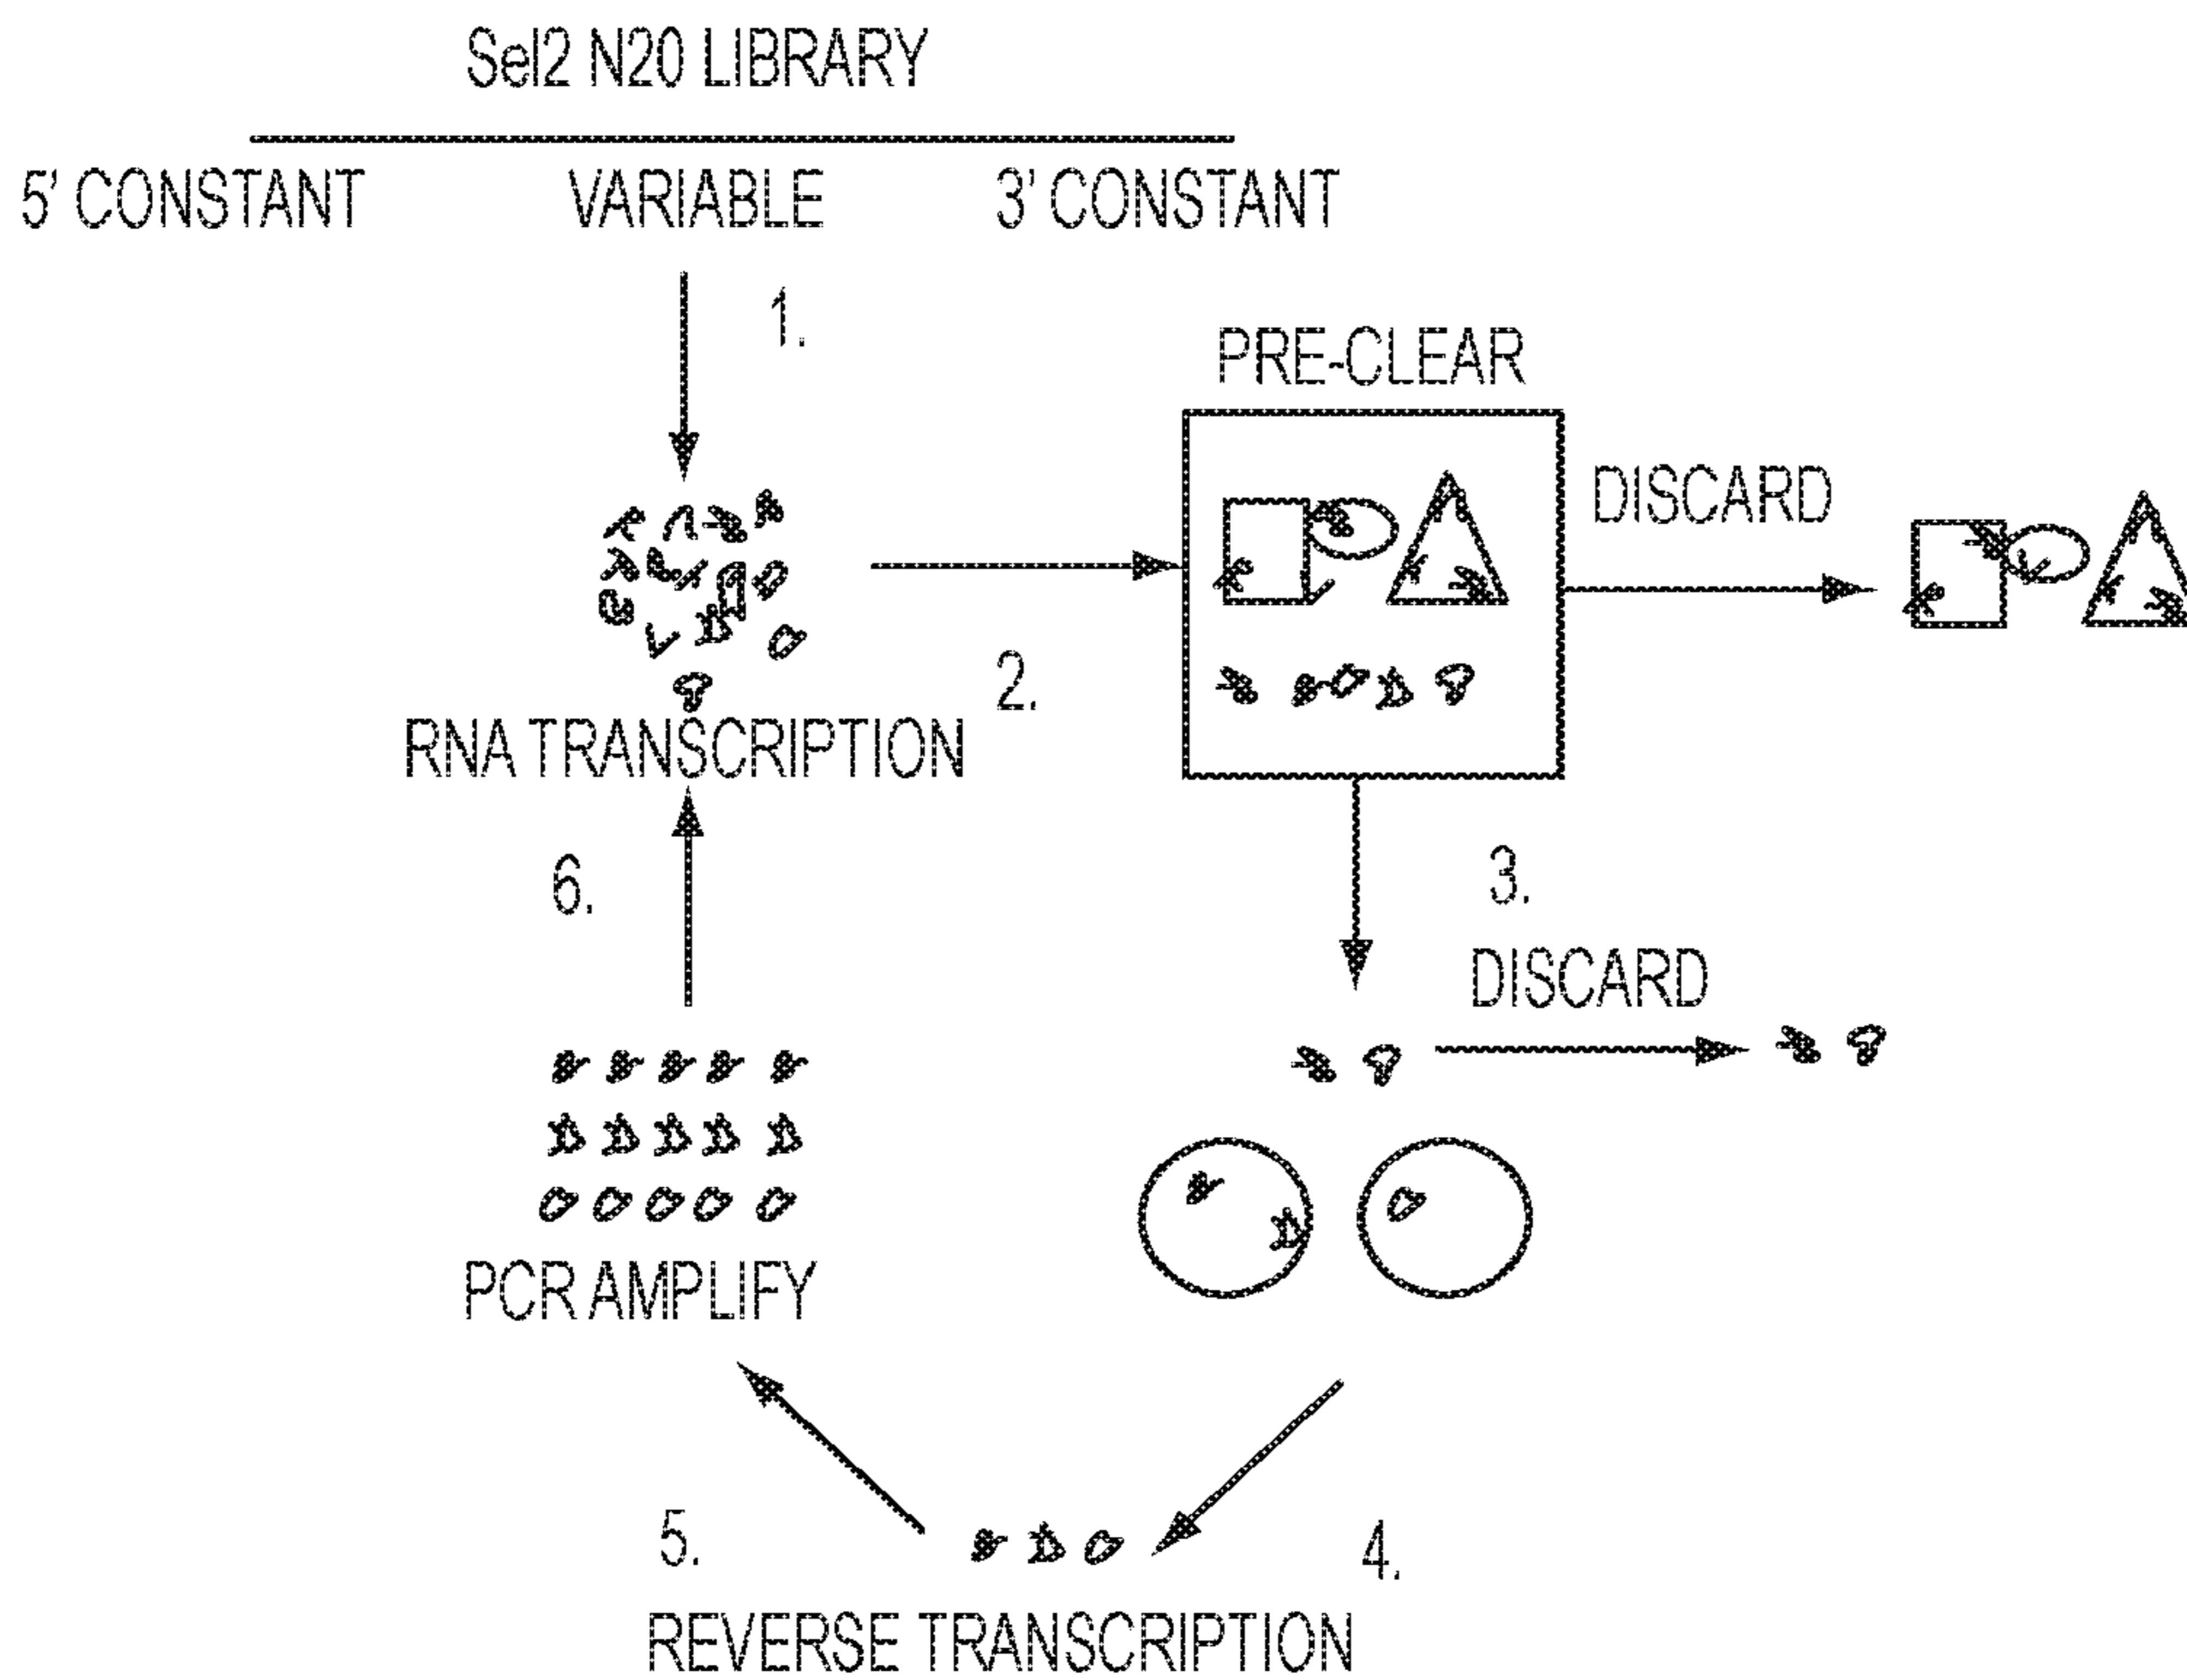 Sel2 N20 LIBRARY
5' CONSTANT VARIABLE 3' CONSTANT
1.
PRE-CLEAR
DISCARD
2.
RNA TRANSCRIPTION
6.
3.
DISCARD
PCR AMPLIFY
5.
4.
REVERSE TRANSCRIPTION